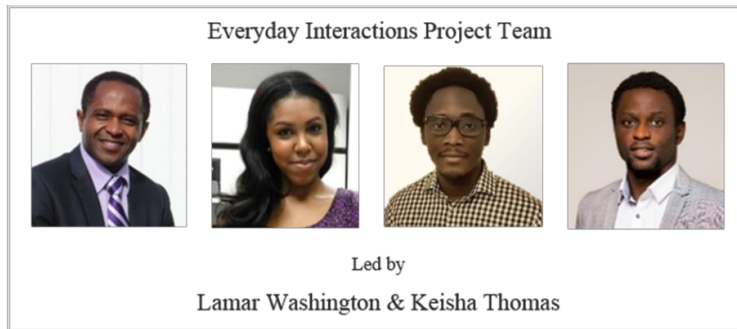 Everyday Interactions Project Team
Led by
Lamar Washington & Keisha Thomas